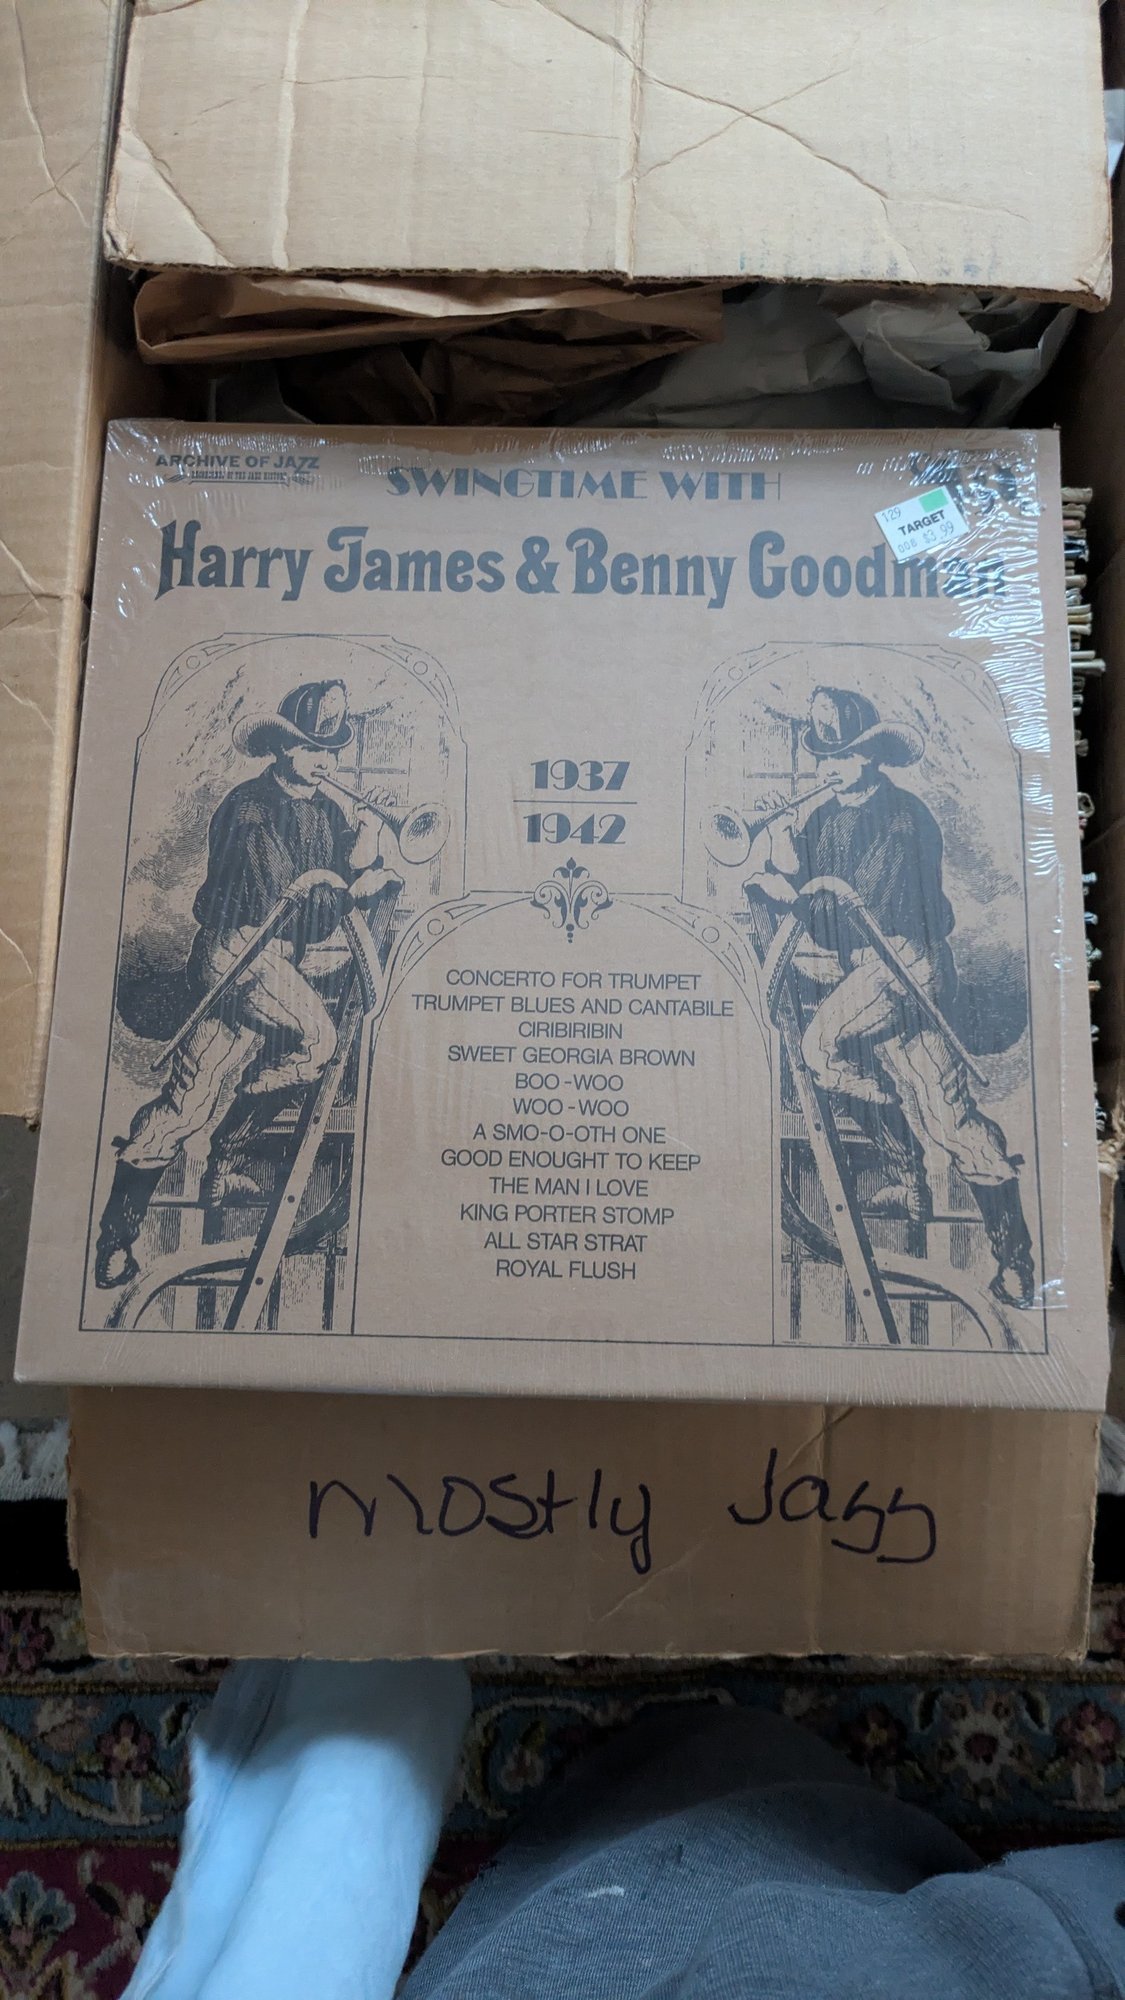 ARCHIVE OF JAZZ
SWINGTIME WITH
129
TARGET
008 $3.99
Harry James & Benny Goodman
1937
1942
CONCERTO FOR TRUMPET
TRUMPET BLUES AND CANTABILE
CIRIBIRIBIN
SWEET GEORGIA BROWN
BOO-WOO
WOO-WOO
A SMO-O-OTH ONE
GOOD ENOUGHT TO KEEP
THE MAN I LOVE
KING PORTER STOMP
ALL STAR STRAT
ROYAL FLUSH
mostly Jazz